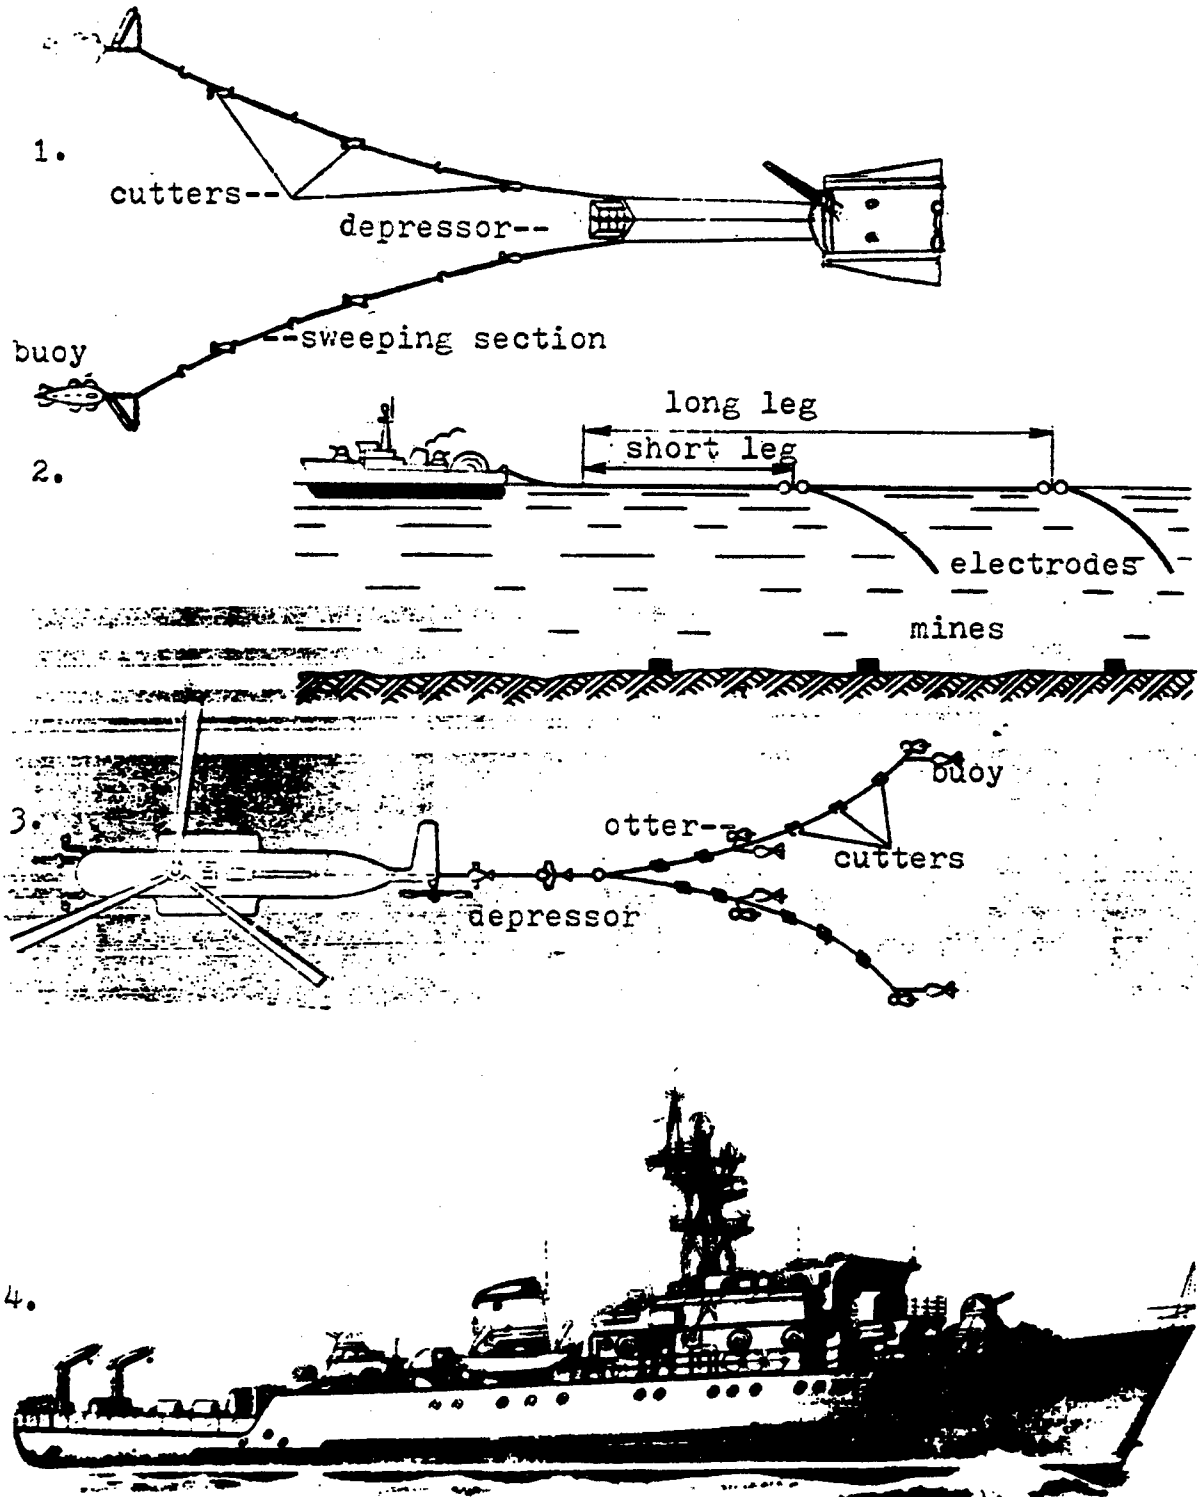 1.
cutters--
depressor--
--sweeping section
buoy
long leg
short leg
2.
electrodes
mines
buoy
3.
otter--
cutters
depressor
4.